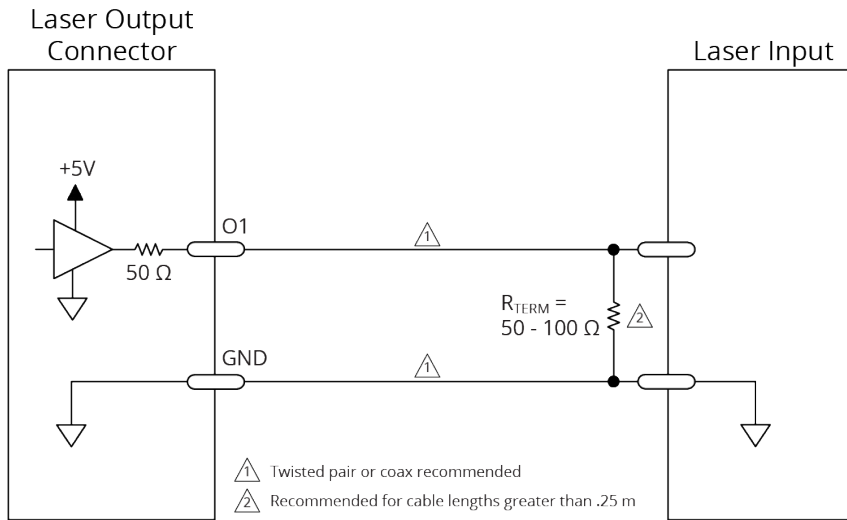 Laser Output
Connector
Laser Input
+5V
O1
50 Ω
1
RTERM =
50 - 100 Ω
2
GND
1
1 Twisted pair or coax recommended
2 Recommended for cable lengths greater than .25 m